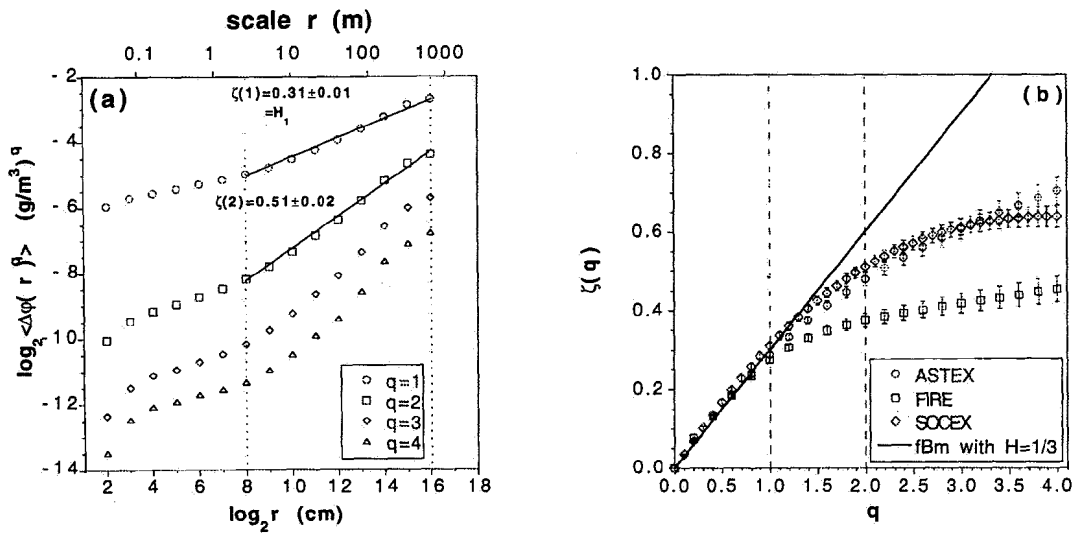 scale r (m)
0.1 1 10 100 1000
(a)
ζ(1)=0.31±0.01
=H₁
ζ(2)=0.51±0.02
log₂<Δφ(r)^q> (g/m³)^q
-2
-4
-6
-8
-10
-12
-14
q=1
q=2
q=3
q=4
2 4 6 8 10 12 14 16 18
log₂r (cm)
(b)
ζ(q)
1.0
0.8
0.6
0.4
0.2
0.0
ASTEX
FIRE
SOCEX
fBm with H=1/3
0.0 0.5 1.0 1.5 2.0 2.5 3.0 3.5 4.0
q